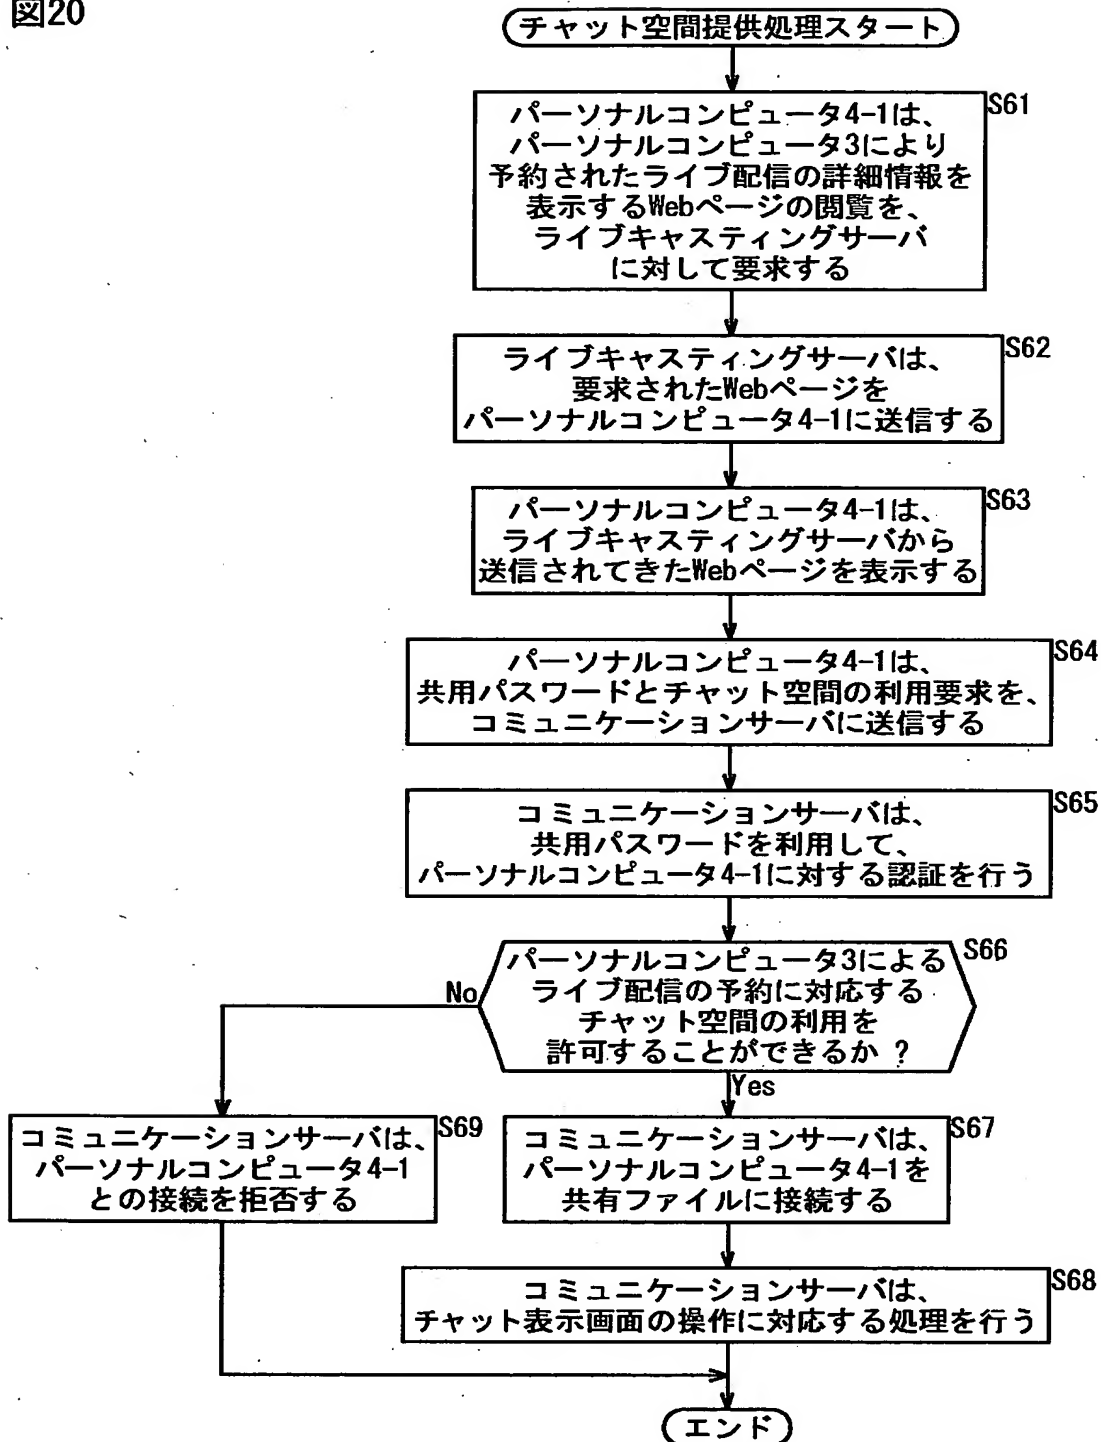 図20
チャット空間提供処理スタート
S61
パーソナルコンピュータ4-1は、
パーソナルコンピュータ3により
予約されたライブ配信の詳細情報を
表示するWebページの閲覧を、
ライブキャスティングサーバ
に対して要求する
S62
ライブキャスティングサーバは、
要求されたWebページを
パーソナルコンピュータ4-1に送信する
S63
パーソナルコンピュータ4-1は、
ライブキャスティングサーバから
送信されてきたWebページを表示する
S64
パーソナルコンピュータ4-1は、
共用パスワードとチャット空間の利用要求を、
コミュニケーションサーバに送信する
S65
コミュニケーションサーバは、
共用パスワードを利用して、
パーソナルコンピュータ4-1に対する認証を行う
S66
パーソナルコンピュータ3による
ライブ配信の予約に対応する
チャット空間の利用を
許可することができるか ?
No
Yes
S69
コミュニケーションサーバは、
パーソナルコンピュータ4-1
との接続を拒否する
S67
コミュニケーションサーバは、
パーソナルコンピュータ4-1を
共有ファイルに接続する
S68
コミュニケーションサーバは、
チャット表示画面の操作に対応する処理を行う
エンド